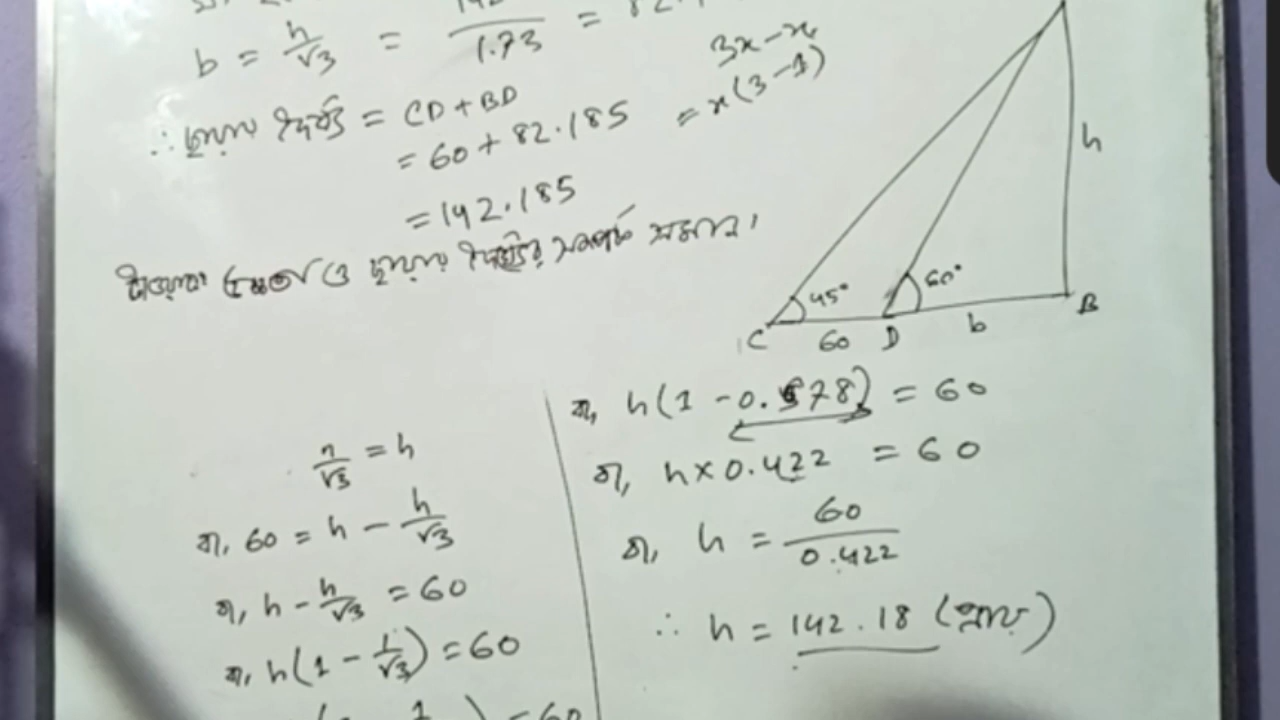 b = h/√3 = /1.73 = 82.
3x-x
= x(3-1)
= CD + BD
= 60 + 82.185
= 142.185
ও সমান।
h
45°
60°
C 60 D b B
/√3 = h
বা, 60 = h - h/√3
বা, h - h/√3 = 60
বা, h(1 - 1/√3) = 60
= 60
বা, h(1 - 0.578) = 60
বা, h×0.422 = 60
বা, h = 60/0.422
∴ h = 142.18 (প্রায়)